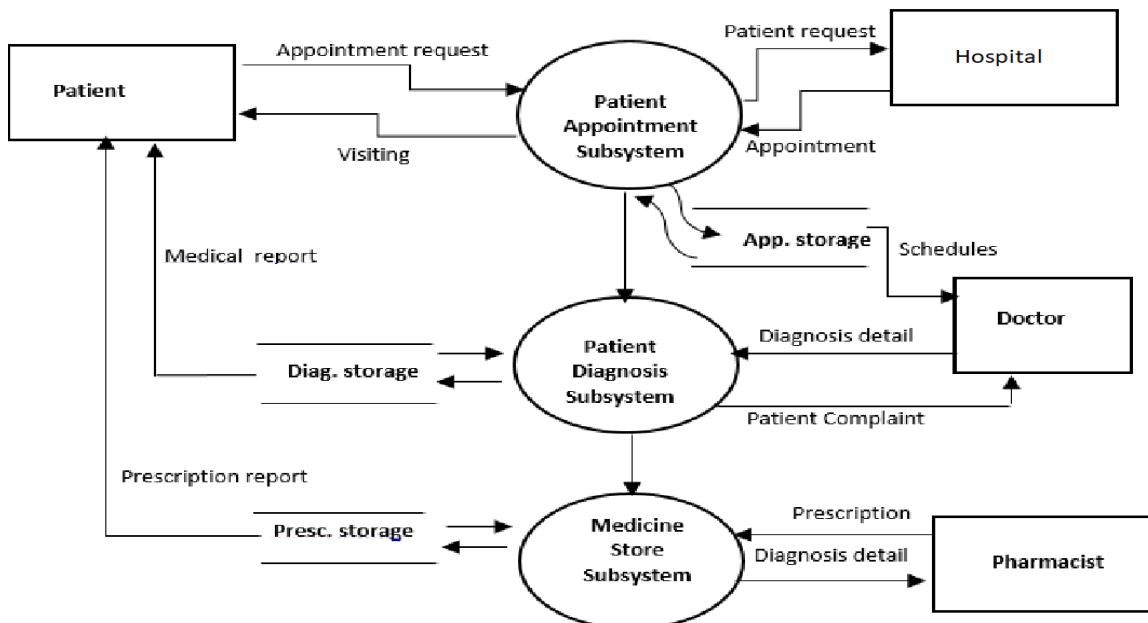 Appointment request
Patient request
Hospital
Patient
Patient
Appointment
Subsystem
Visiting
Appointment
Medical report
App. storage
Schedules
Doctor
Diag. storage
Patient
Diagnosis
Subsystem
Diagnosis detail
Patient Complaint
Prescription report
Presc. storage
Medicine
Store
Subsystem
Prescription
Diagnosis detail
Pharmacist